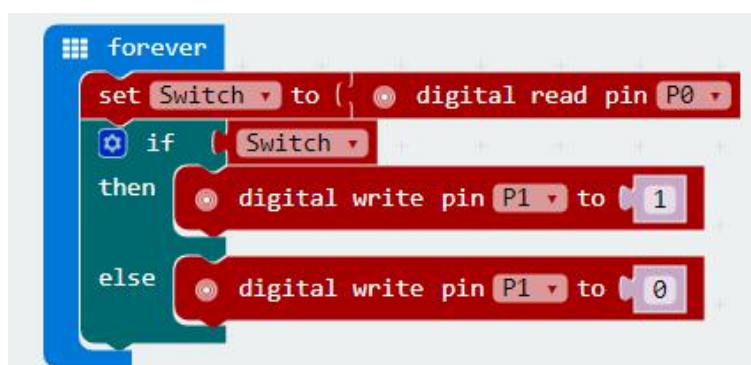 forever
set Switch to ( digital read pin P0
if Switch
then digital write pin P1 to 1
else digital write pin P1 to 0